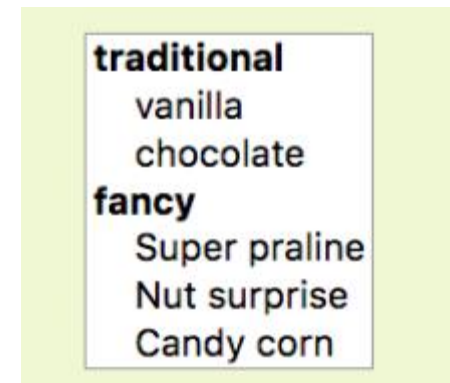 traditional
vanilla
chocolate
fancy
Super praline
Nut surprise
Candy corn